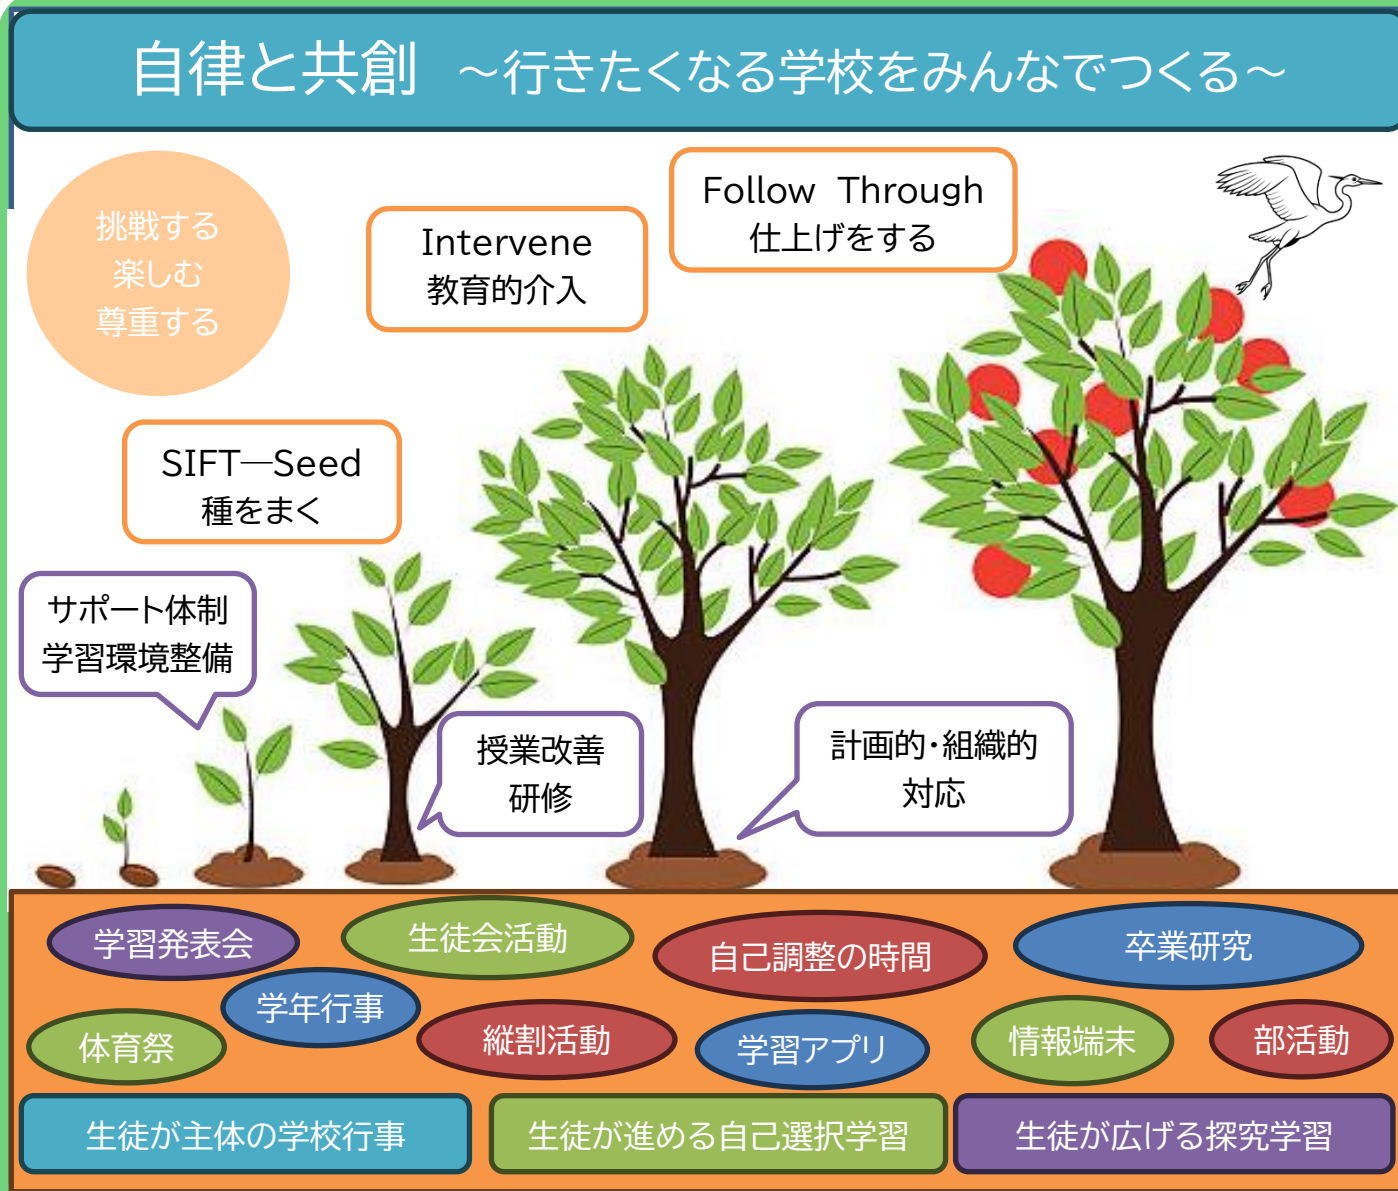 自律と共創 ～行きたくなる学校をみんなでつくる～
挑戦する
楽しむ
尊重する
Intervene
教育的介入
Follow Through
仕上げをする
SIFT―Seed
種をまく
サポート体制
学習環境整備
授業改善
研修
計画的・組織的
対応
学習発表会
生徒会活動
自己調整の時間
卒業研究
学年行事
体育祭
縦割活動
学習アプリ
情報端末
部活動
生徒が主体の学校行事
生徒が進める自己選択学習
生徒が広げる探究学習